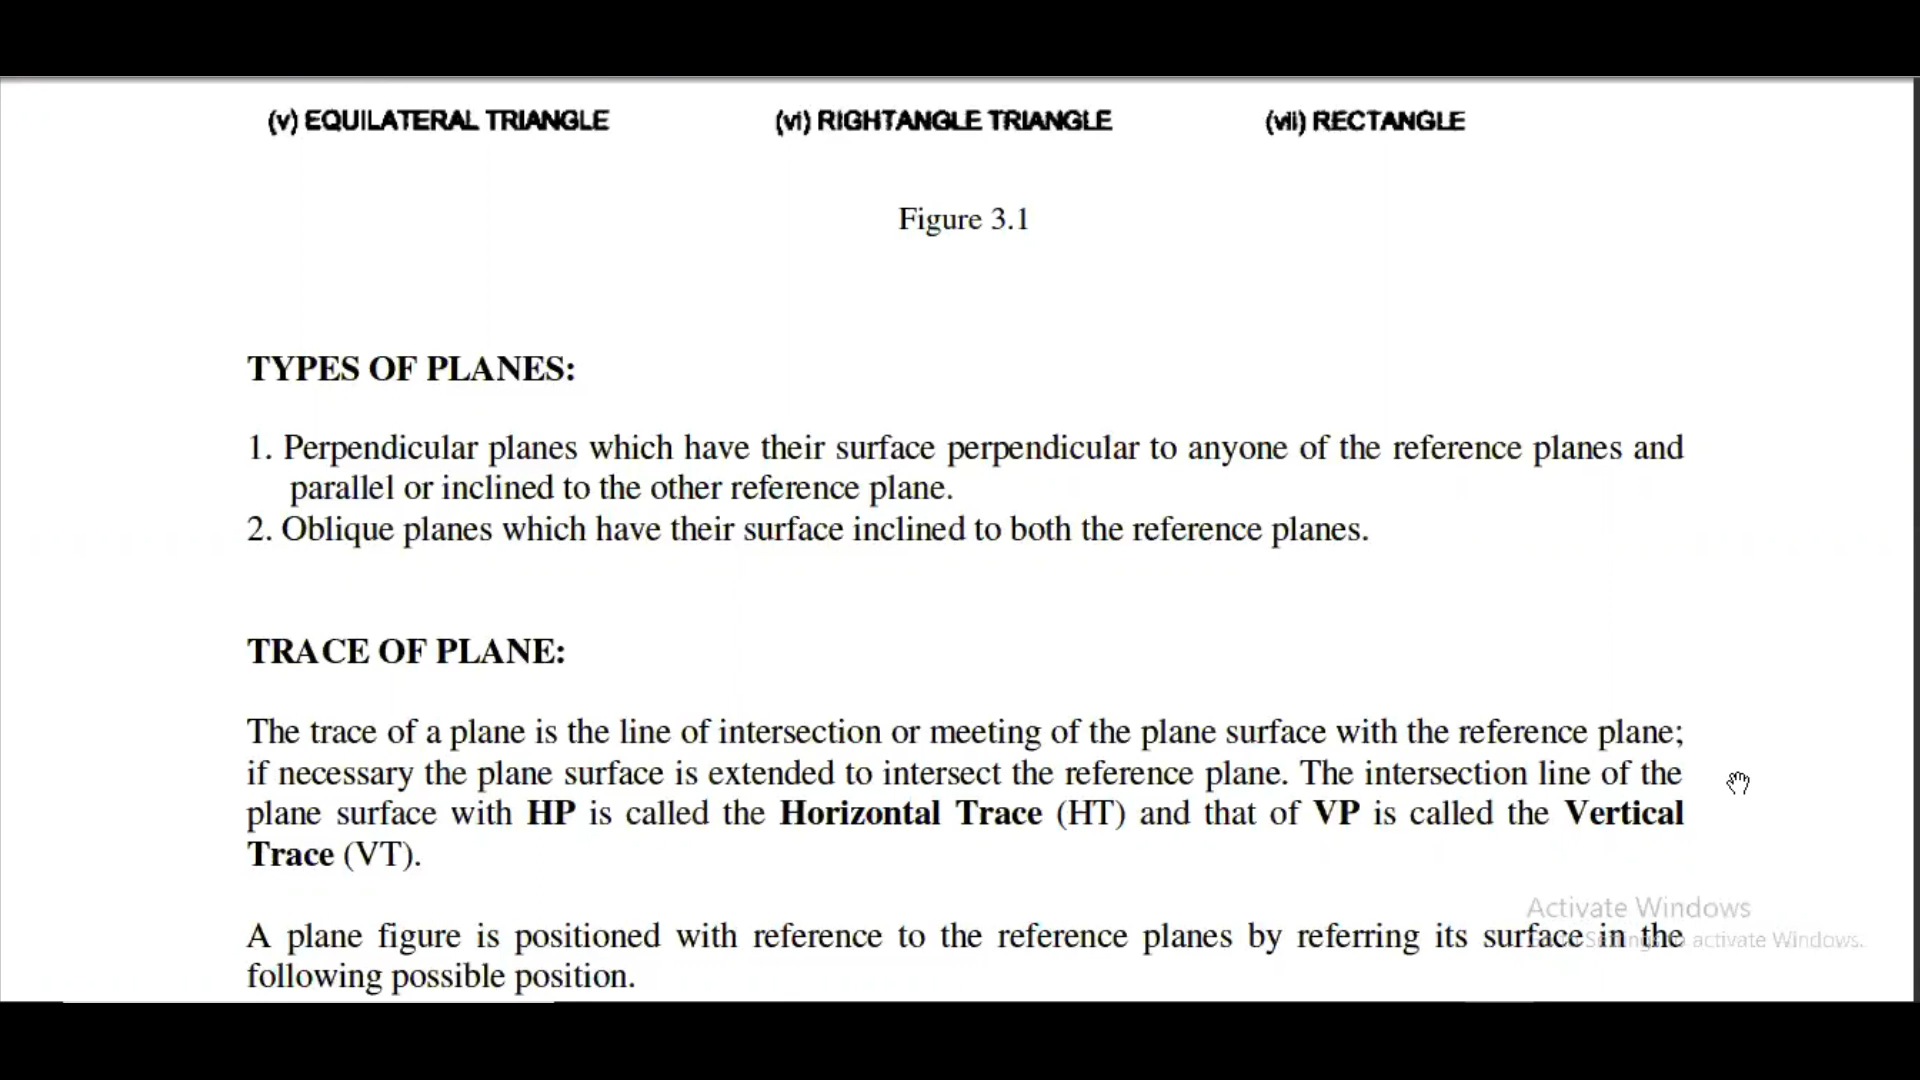 (v) EQUILATERAL TRIANGLE (vi) RIGHTANGLE TRIANGLE (vii) RECTANGLE
Figure 3.1
TYPES OF PLANES:
1. Perpendicular planes which have their surface perpendicular to anyone of the reference planes and
parallel or inclined to the other reference plane.
2. Oblique planes which have their surface inclined to both the reference planes.
TRACE OF PLANE:
The trace of a plane is the line of intersection or meeting of the plane surface with the reference plane;
if necessary the plane surface is extended to intersect the reference plane. The intersection line of the
plane surface with HP is called the Horizontal Trace (HT) and that of VP is called the Vertical
Trace (VT).
Activate Windows
A plane figure is positioned with reference to the reference planes by referring its surface in the
activate Windows.
following possible position.